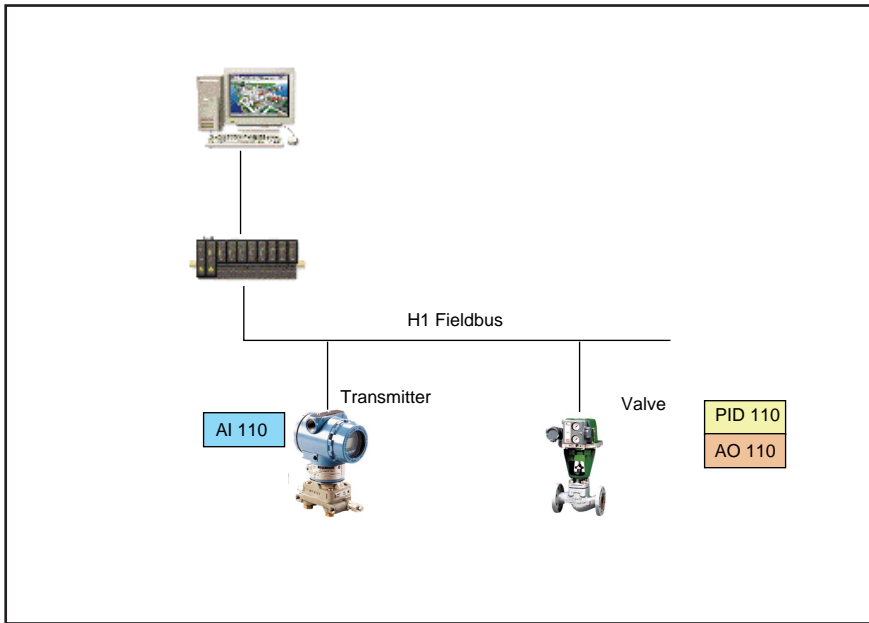 H1 Fieldbus
Transmitter
AI 110
Valve
PID 110
AO 110